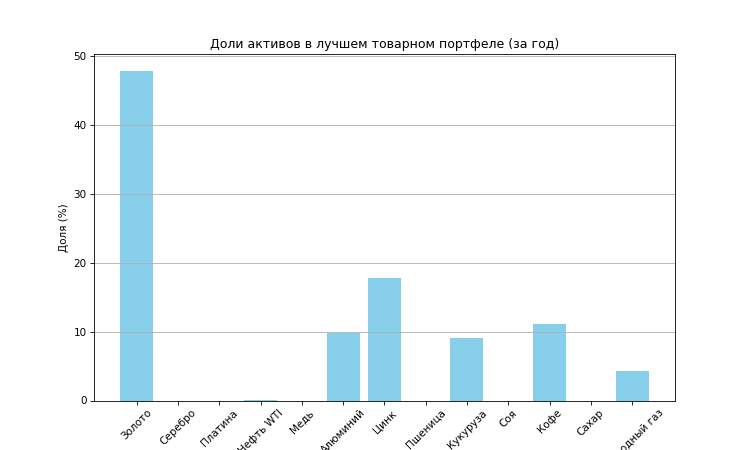 Доли активов в лучшем товарном портфеле (за год)
Доля (%)
50
40
30
20
10
0
Золото
Серебро
Платина
Нефть WTI
Медь
Алюминий
Цинк
Пшеница
Кукуруза
Соя
Кофе
Сахар
одный газ